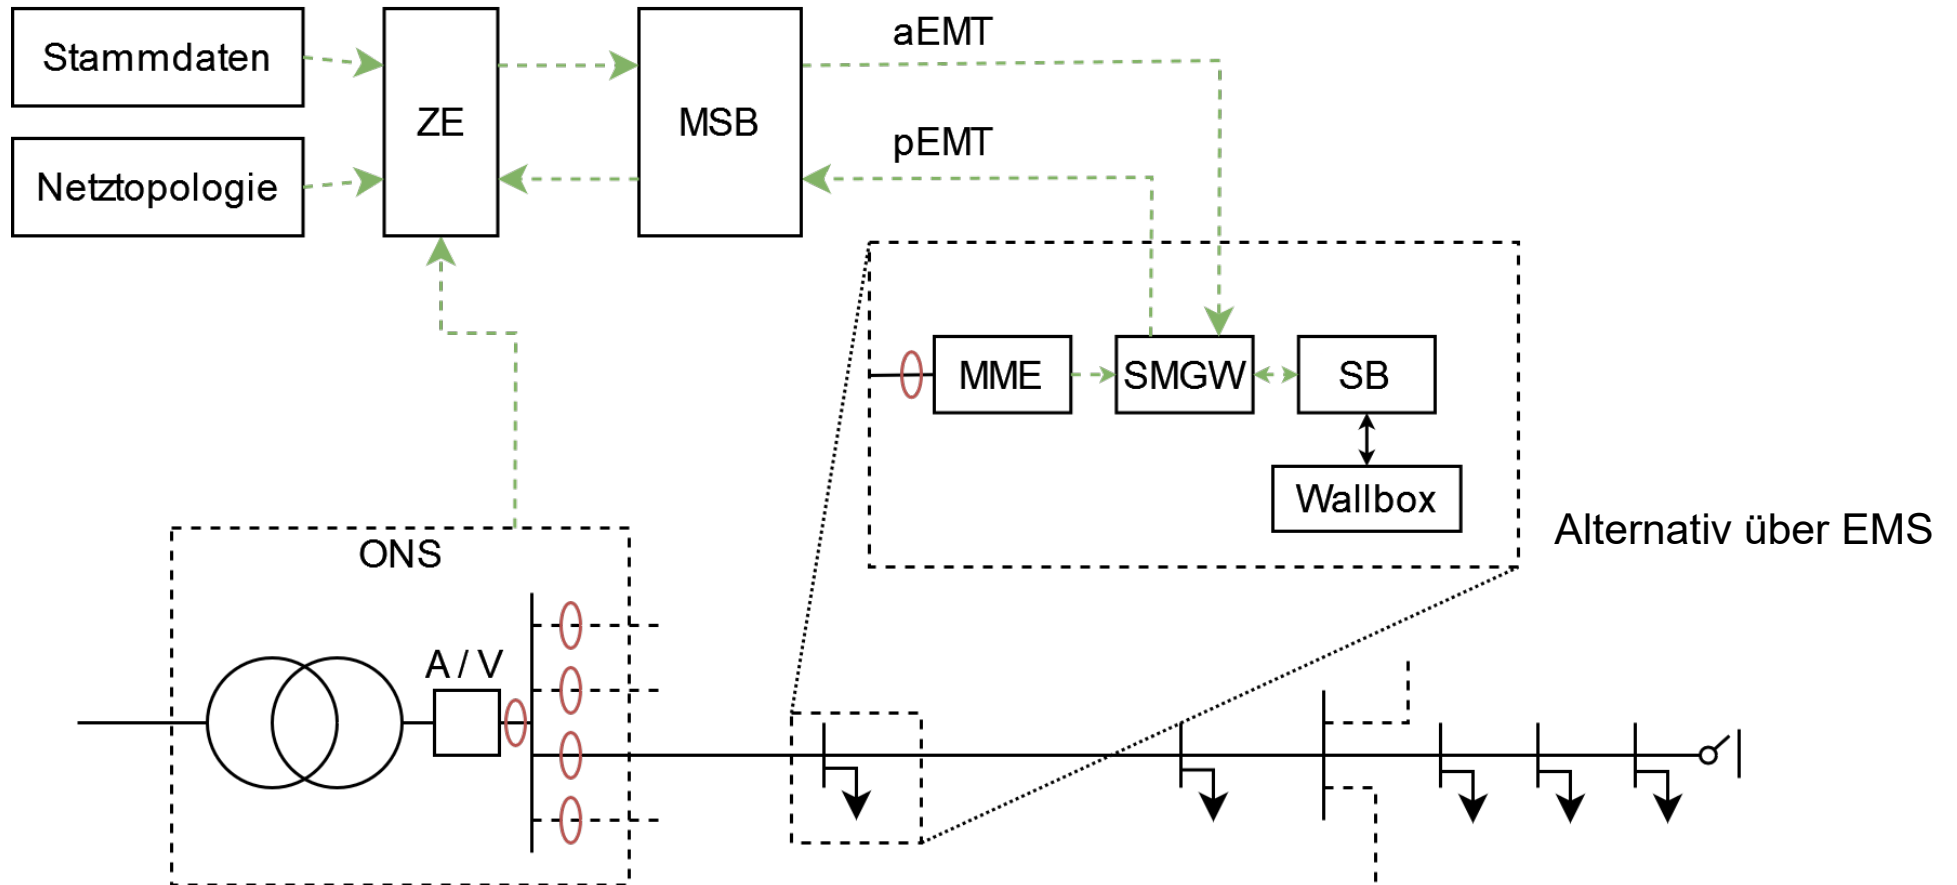 Stammdaten
Netztopologie
ZE
MSB
aEMT
pEMT
MME
SMGW
SB
Wallbox
Alternativ über EMS
ONS
A / V